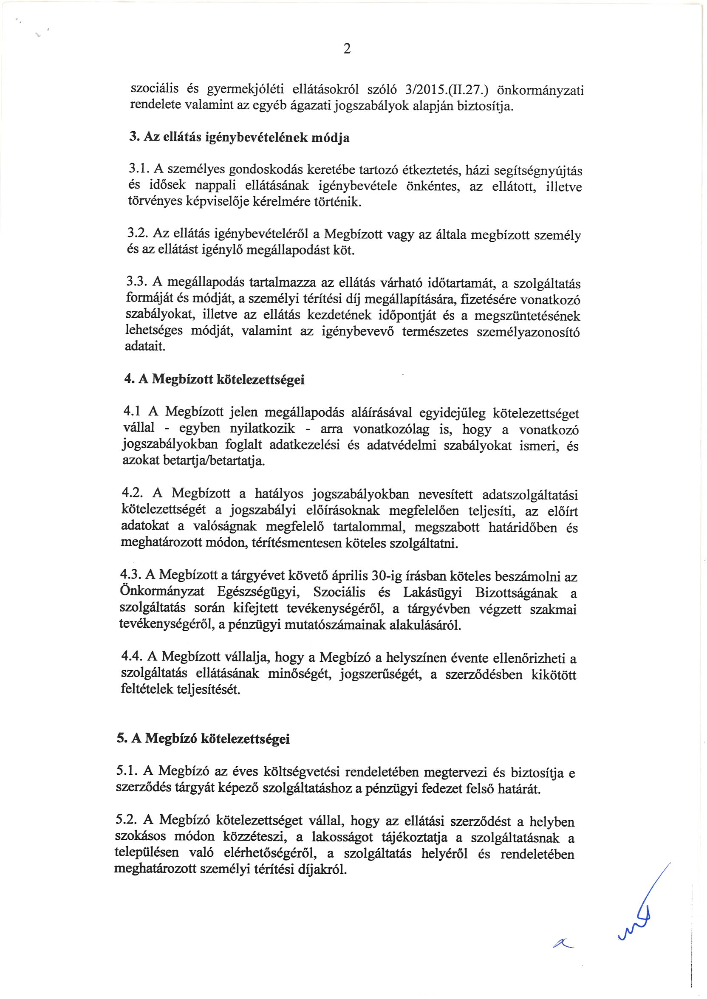 2
szociális és gyermekjóléti ellátásokról szóló 3/2015.(II.27.) önkormányzati
rendelete valamint az egyéb ágazati jogszabályok alapján biztosítja.
3. Az ellátás igénybevételének módja
3.1. A személyes gondoskodás keretébe tartozó étkeztetés, házi segítségnyújtás
és idősek nappali ellátásának igénybevétele önkéntes, az ellátott, illetve
törvényes képviselője kérelmére történik.
3.2. Az ellátás igénybevételéről a Megbízott vagy az általa megbízott személy
és az ellátást igénylő megállapodást köt.
3.3. A megállapodás tartalmazza az ellátás várható időtartamát, a szolgáltatás
formáját és módját, a személyi térítési díj megállapítására, fizetésére vonatkozó
szabályokat, illetve az ellátás kezdetének időpontját és a megszüntetésének
lehetséges módját, valamint az igénybevevő természetes személyazonosító
adatait.
4. A Megbízott kötelezettségei
4.1 A Megbízott jelen megállapodás aláírásával egyidejűleg kötelezettséget
vállal - egyben nyilatkozik - arra vonatkozólag is, hogy a vonatkozó
jogszabályokban foglalt adatkezelési és adatvédelmi szabályokat ismeri, és
azokat betartja/betartatja.
4.2. A Megbízott a hatályos jogszabályokban nevesített adatszolgáltatási
kötelezettségét a jogszabályi előírásoknak megfelelően teljesíti, az előírt
adatokat a valóságnak megfelelő tartalommal, megszabott határidőben és
meghatározott módon, térítésmentesen köteles szolgáltatni.
4.3. A Megbízott a tárgyévet követő április 30-ig írásban köteles beszámolni az
Önkormányzat Egészségügyi, Szociális és Lakásügyi Bizottságának a
szolgáltatás során kifejtett tevékenységéről, a tárgyévben végzett szakmai
tevékenységéről, a pénzügyi mutatószámainak alakulásáról.
4.4. A Megbízott vállalja, hogy a Megbízó a helyszínen évente ellenőrizheti a
szolgáltatás ellátásának minőségét, jogszerűségét, a szerződésben kikötött
feltételek teljesítését.
5. A Megbízó kötelezettségei
5.1. A Megbízó az éves költségvetési rendeletében megtervezi és biztosítja e
szerződés tárgyát képező szolgáltatáshoz a pénzügyi fedezet felső határát.
5.2. A Megbízó kötelezettséget vállal, hogy az ellátási szerződést a helyben
szokásos módon közzéteszi, a lakosságot tájékoztatja a szolgáltatásnak a
településen való elérhetőségéről, a szolgáltatás helyéről és rendeletében
meghatározott személyi térítési díjakról.